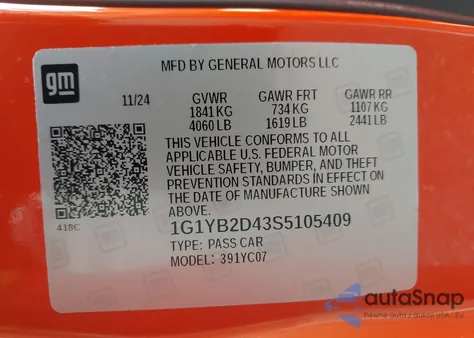 gm
MFD BY GENERAL MOTORS LLC
11/24 GVWR GAWR FRT GAWR RR
1841 KG 734 KG 1107 KG
4060 LB 1619 LB 2441 LB
THIS VEHICLE CONFORMS TO ALL
APPLICABLE U.S. FEDERAL MOTOR
VEHICLE SAFETY, BUMPER, AND THEFT
PREVENTION STANDARDS IN EFFECT ON
THE DATE OF MANUFACTURE SHOWN
ABOVE.
418C
1G1YB2D43S5105409
TYPE: PASS CAR
MODEL: 391YC07
autoSnap